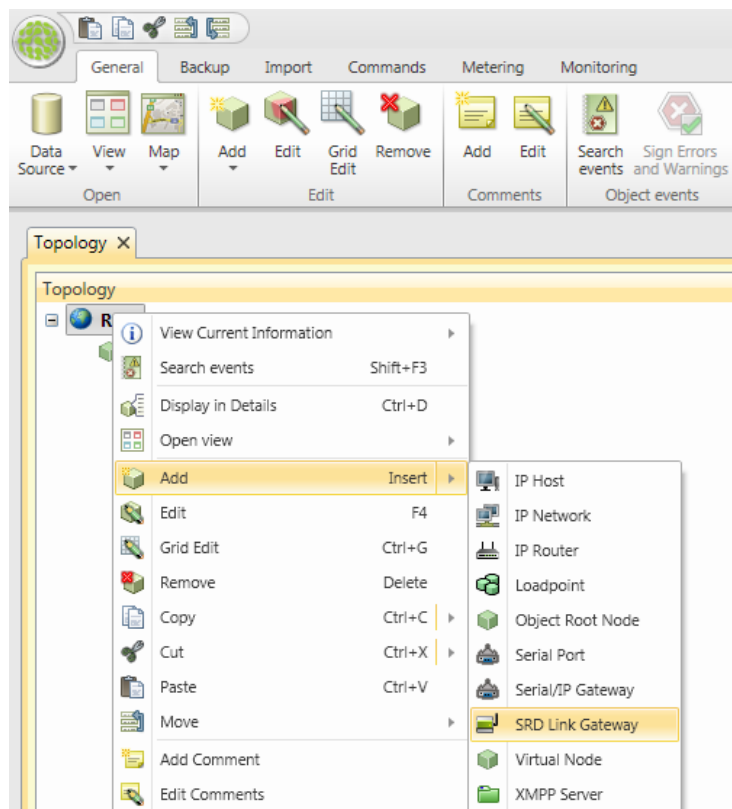 General Backup Import Commands Metering Monitoring
Data Source View Map Add Edit Grid Edit Remove Add Edit Search events Sign Errors and Warnings
Open Edit Comments Object events
Topology
Topology
View Current Information
Search events Shift+F3
Display in Details Ctrl+D
Open view
Add Insert
Edit F4
Grid Edit Ctrl+G
Remove Delete
Copy Ctrl+C
Cut Ctrl+X
Paste Ctrl+V
Move
Add Comment
Edit Comments
IP Host
IP Network
IP Router
Loadpoint
Object Root Node
Serial Port
Serial/IP Gateway
SRD Link Gateway
Virtual Node
XMPP Server